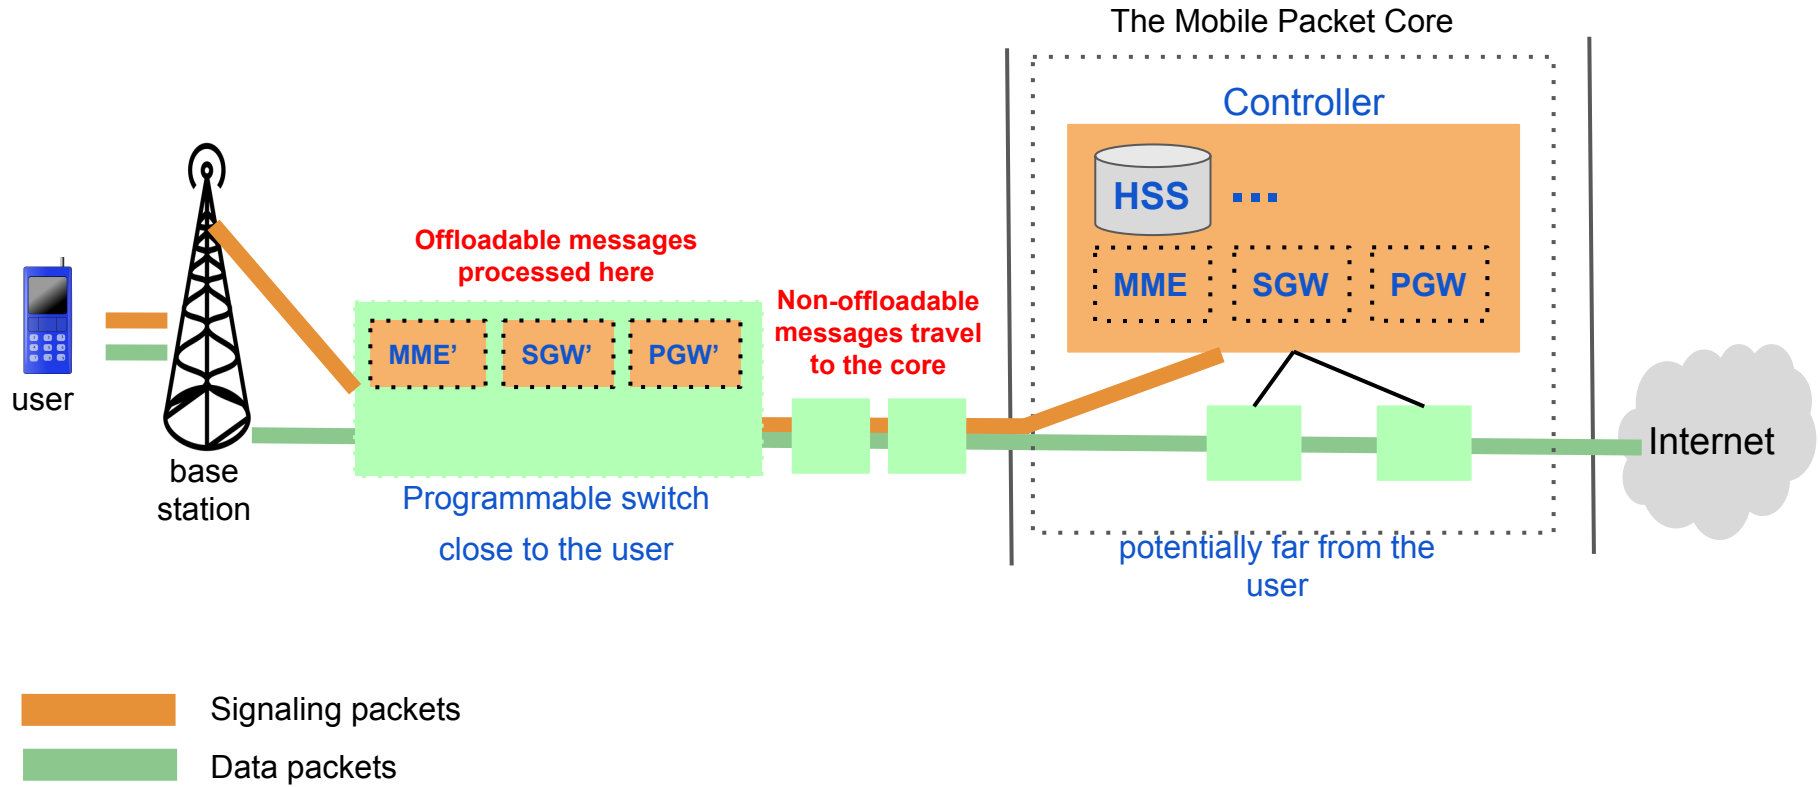 The Mobile Packet Core
Controller
HSS
MME
SGW
PGW
Offloadable messages
processed here
Non-offloadable
messages travel
to the core
MME’
SGW’
PGW’
user
base
station
Programmable switch
close to the user
potentially far from the
user
Internet
Signaling packets
Data packets